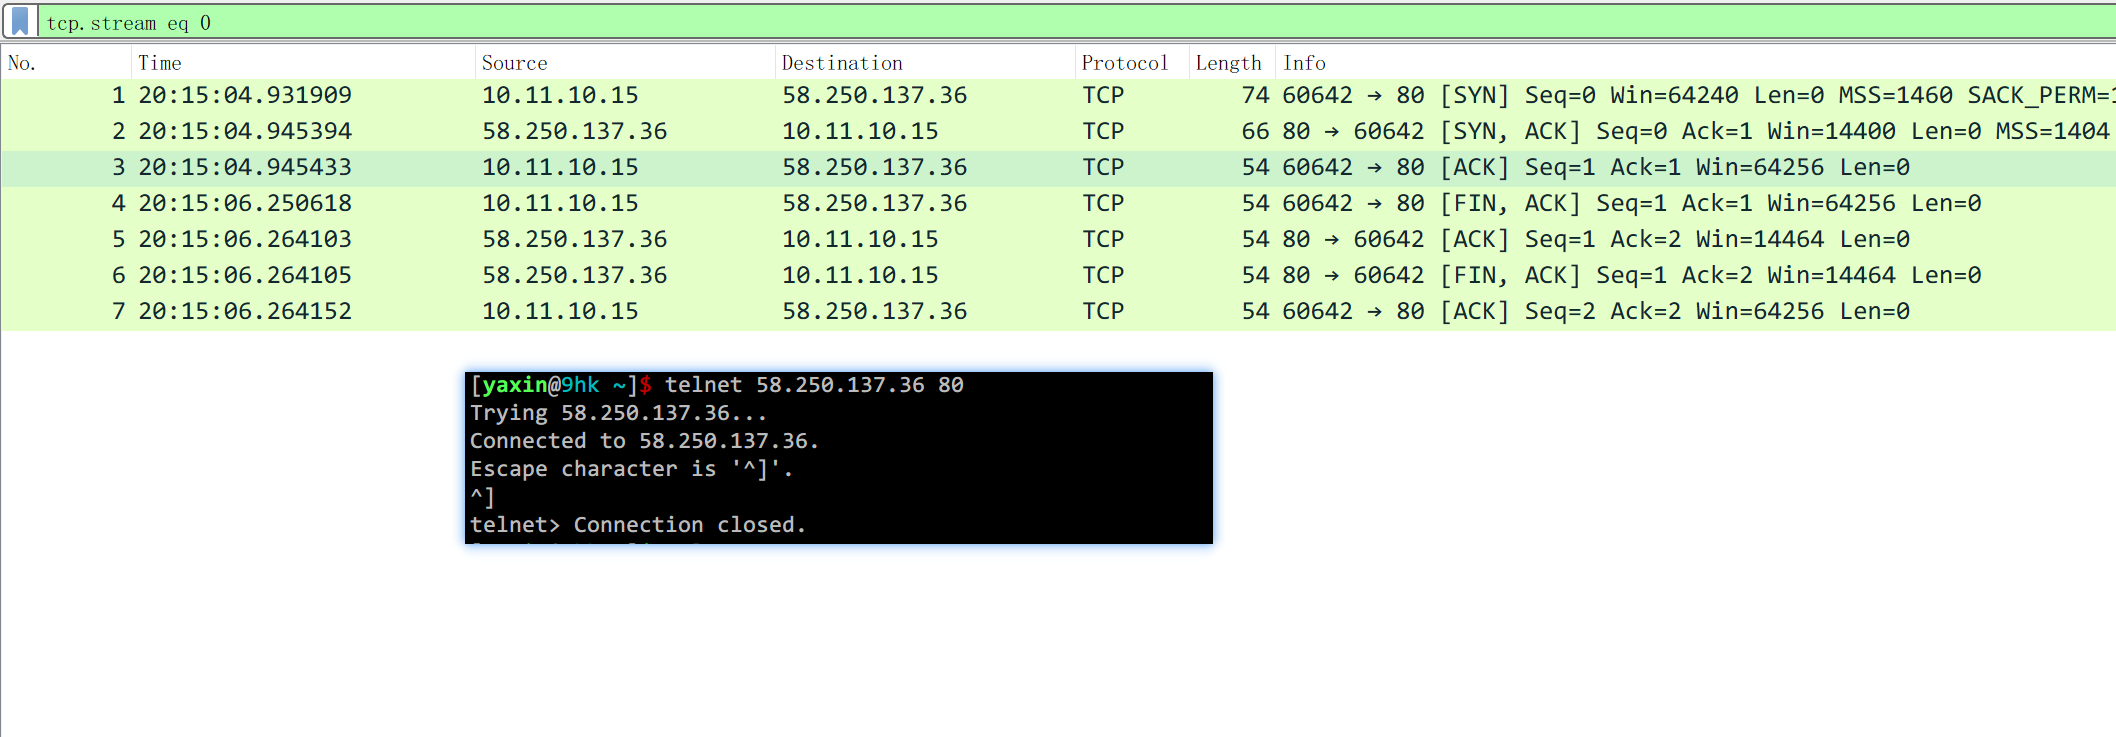 tcp.stream eq 0
No. Time Source Destination Protocol Length Info
1 20:15:04.931909 10.11.10.15 58.250.137.36 TCP 74 60642 → 80 [SYN] Seq=0 Win=64240 Len=0 MSS=1460 SACK_PERM=1
2 20:15:04.945394 58.250.137.36 10.11.10.15 TCP 66 80 → 60642 [SYN, ACK] Seq=0 Ack=1 Win=14400 Len=0 MSS=1404
3 20:15:04.945433 10.11.10.15 58.250.137.36 TCP 54 60642 → 80 [ACK] Seq=1 Ack=1 Win=64256 Len=0
4 20:15:06.250618 10.11.10.15 58.250.137.36 TCP 54 60642 → 80 [FIN, ACK] Seq=1 Ack=1 Win=64256 Len=0
5 20:15:06.264103 58.250.137.36 10.11.10.15 TCP 54 80 → 60642 [ACK] Seq=1 Ack=2 Win=14464 Len=0
6 20:15:06.264105 58.250.137.36 10.11.10.15 TCP 54 80 → 60642 [FIN, ACK] Seq=1 Ack=2 Win=14464 Len=0
7 20:15:06.264152 10.11.10.15 58.250.137.36 TCP 54 60642 → 80 [ACK] Seq=2 Ack=2 Win=64256 Len=0
[yaxin@9hk ~]$ telnet 58.250.137.36 80
Trying 58.250.137.36...
Connected to 58.250.137.36.
Escape character is '^]'.
^]
telnet> Connection closed.